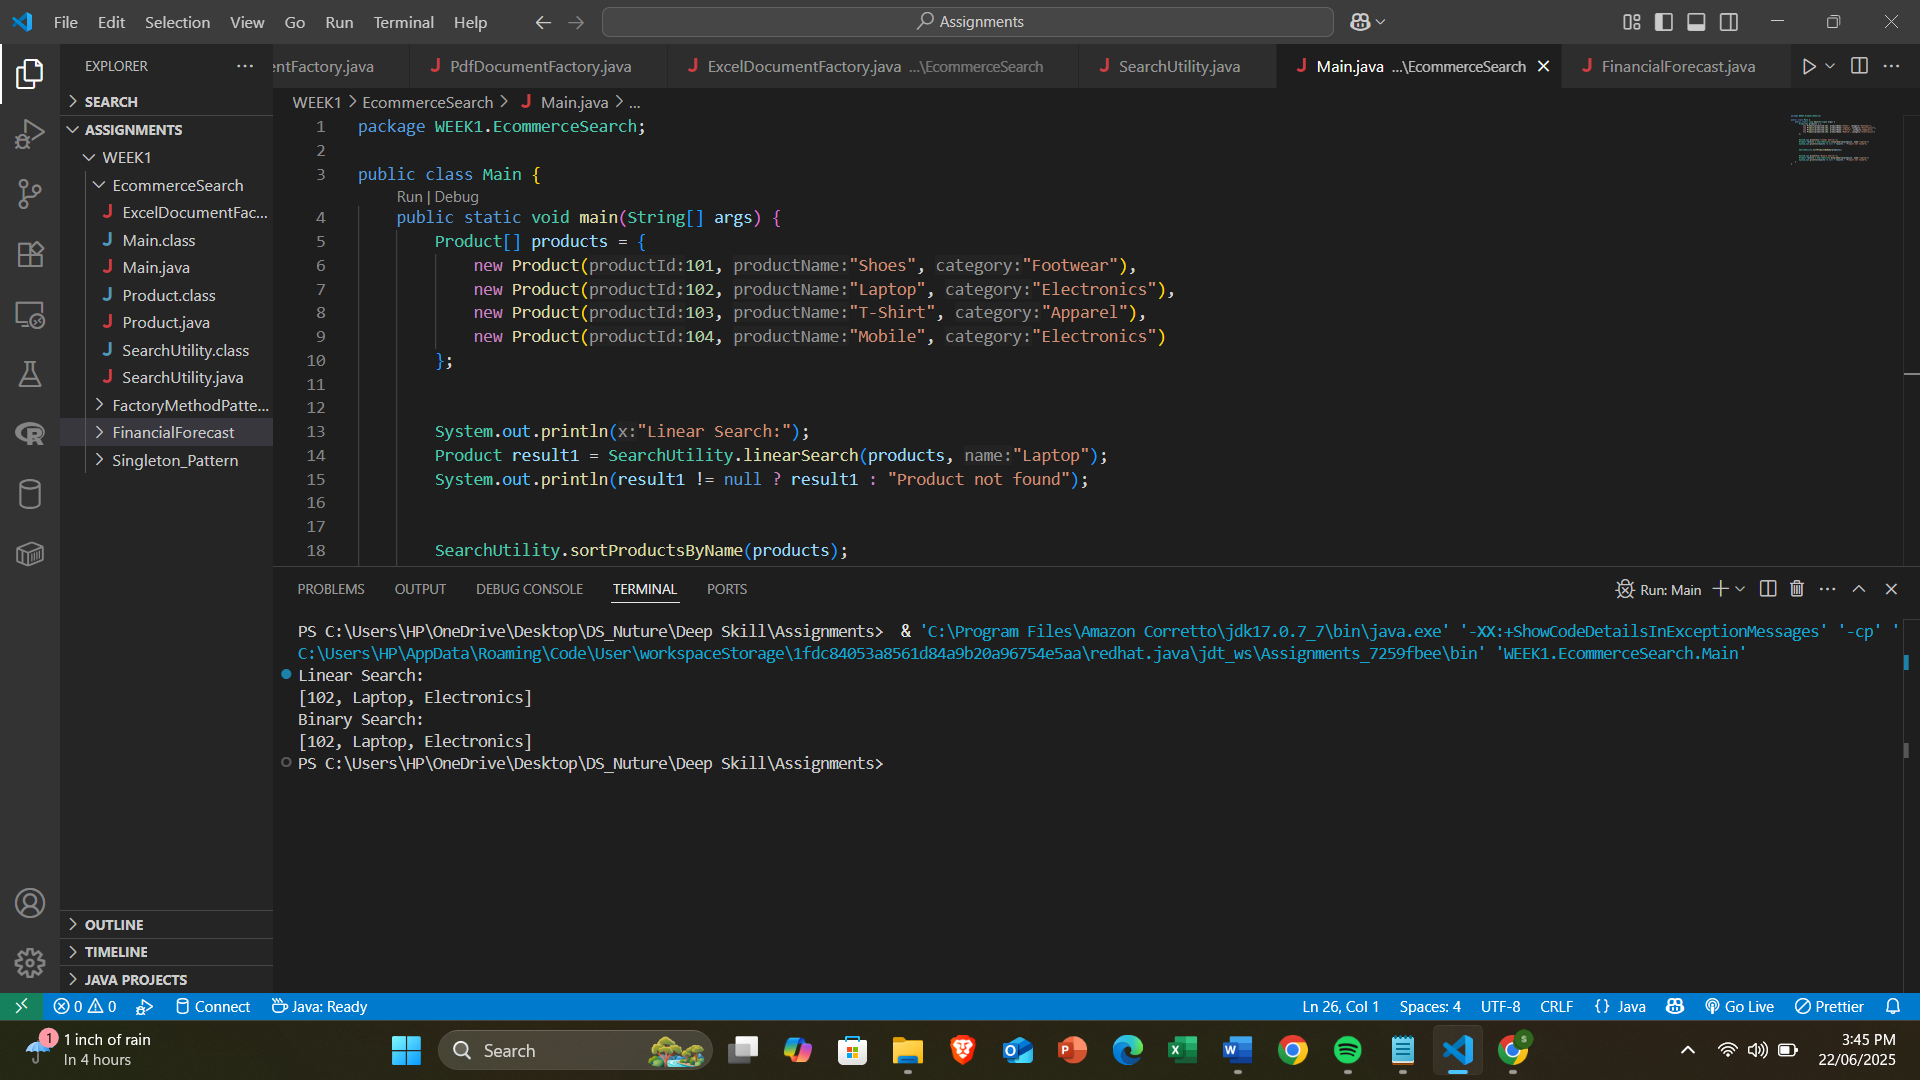 File Edit Selection View Go Run Terminal Help
Assignments
EXPLORER
SEARCH
ASSIGNMENTS
WEEK1
EcommerceSearch
ExcelDocumentFac...
Main.class
Main.java
Product.class
Product.java
SearchUtility.class
SearchUtility.java
FactoryMethodPatte...
FinancialForecast
Singleton_Pattern
OUTLINE
TIMELINE
JAVA PROJECTS
entFactory.java PdfDocumentFactory.java ExcelDocumentFactory.java ...\EcommerceSearch SearchUtility.java Main.java ...\EcommerceSearch FinancialForecast.java
WEEK1 > EcommerceSearch > Main.java > ...
1 package WEEK1.EcommerceSearch;
2
3 public class Main {
Run | Debug
4 public static void main(String[] args) {
5 Product[] products = {
6 new Product(productId:101, productName:"Shoes", category:"Footwear"),
7 new Product(productId:102, productName:"Laptop", category:"Electronics"),
8 new Product(productId:103, productName:"T-Shirt", category:"Apparel"),
9 new Product(productId:104, productName:"Mobile", category:"Electronics")
10 };
11
12
13 System.out.println(x:"Linear Search:");
14 Product result1 = SearchUtility.linearSearch(products, name:"Laptop");
15 System.out.println(result1 != null ? result1 : "Product not found");
16
17
18 SearchUtility.sortProductsByName(products);
PROBLEMS OUTPUT DEBUG CONSOLE TERMINAL PORTS
Run: Main
PS C:\Users\HP\OneDrive\Desktop\DS_Nuture\Deep Skill\Assignments> & 'C:\Program Files\Amazon Corretto\jdk17.0.7_7\bin\java.exe' '-XX:+ShowCodeDetailsInExceptionMessages' '-cp' '
C:\Users\HP\AppData\Roaming\Code\User\workspaceStorage\1fdc84053a8561d84a9b20a96754e5aa\redhat.java\jdt_ws\Assignments_7259fbee\bin' 'WEEK1.EcommerceSearch.Main'
Linear Search:
[102, Laptop, Electronics]
Binary Search:
[102, Laptop, Electronics]
PS C:\Users\HP\OneDrive\Desktop\DS_Nuture\Deep Skill\Assignments>
0 0 Connect Java: Ready
Ln 26, Col 1 Spaces: 4 UTF-8 CRLF {} Java Go Live Prettier
1
1 inch of rain
In 4 hours
Search
3:45 PM
22/06/2025